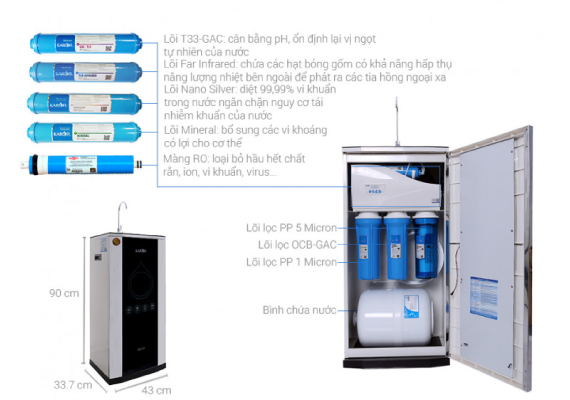 Lõi T33-GAC: cân bằng pH, ổn định lại vị ngọt
tự nhiên của nước
Lõi Far Infrared: chứa các hạt bóng gốm có khả năng hấp thụ
năng lượng nhiệt bên ngoài để phát ra các tia hồng ngoại xa
Lõi Nano Silver: diệt 99,99% vi khuẩn
trong nước ngăn chặn nguy cơ tái
nhiễm khuẩn của nước
Lõi Mineral: bổ sung các vi khoáng
có lợi cho cơ thể
Màng RO: loại bỏ hầu hết chất
rắn, ion, vi khuẩn, virus...
Lõi lọc PP 5 Micron
Lõi lọc OCB-GAC
Lõi lọc PP 1 Micron
Bình chứa nước
90 cm
33.7 cm
43 cm